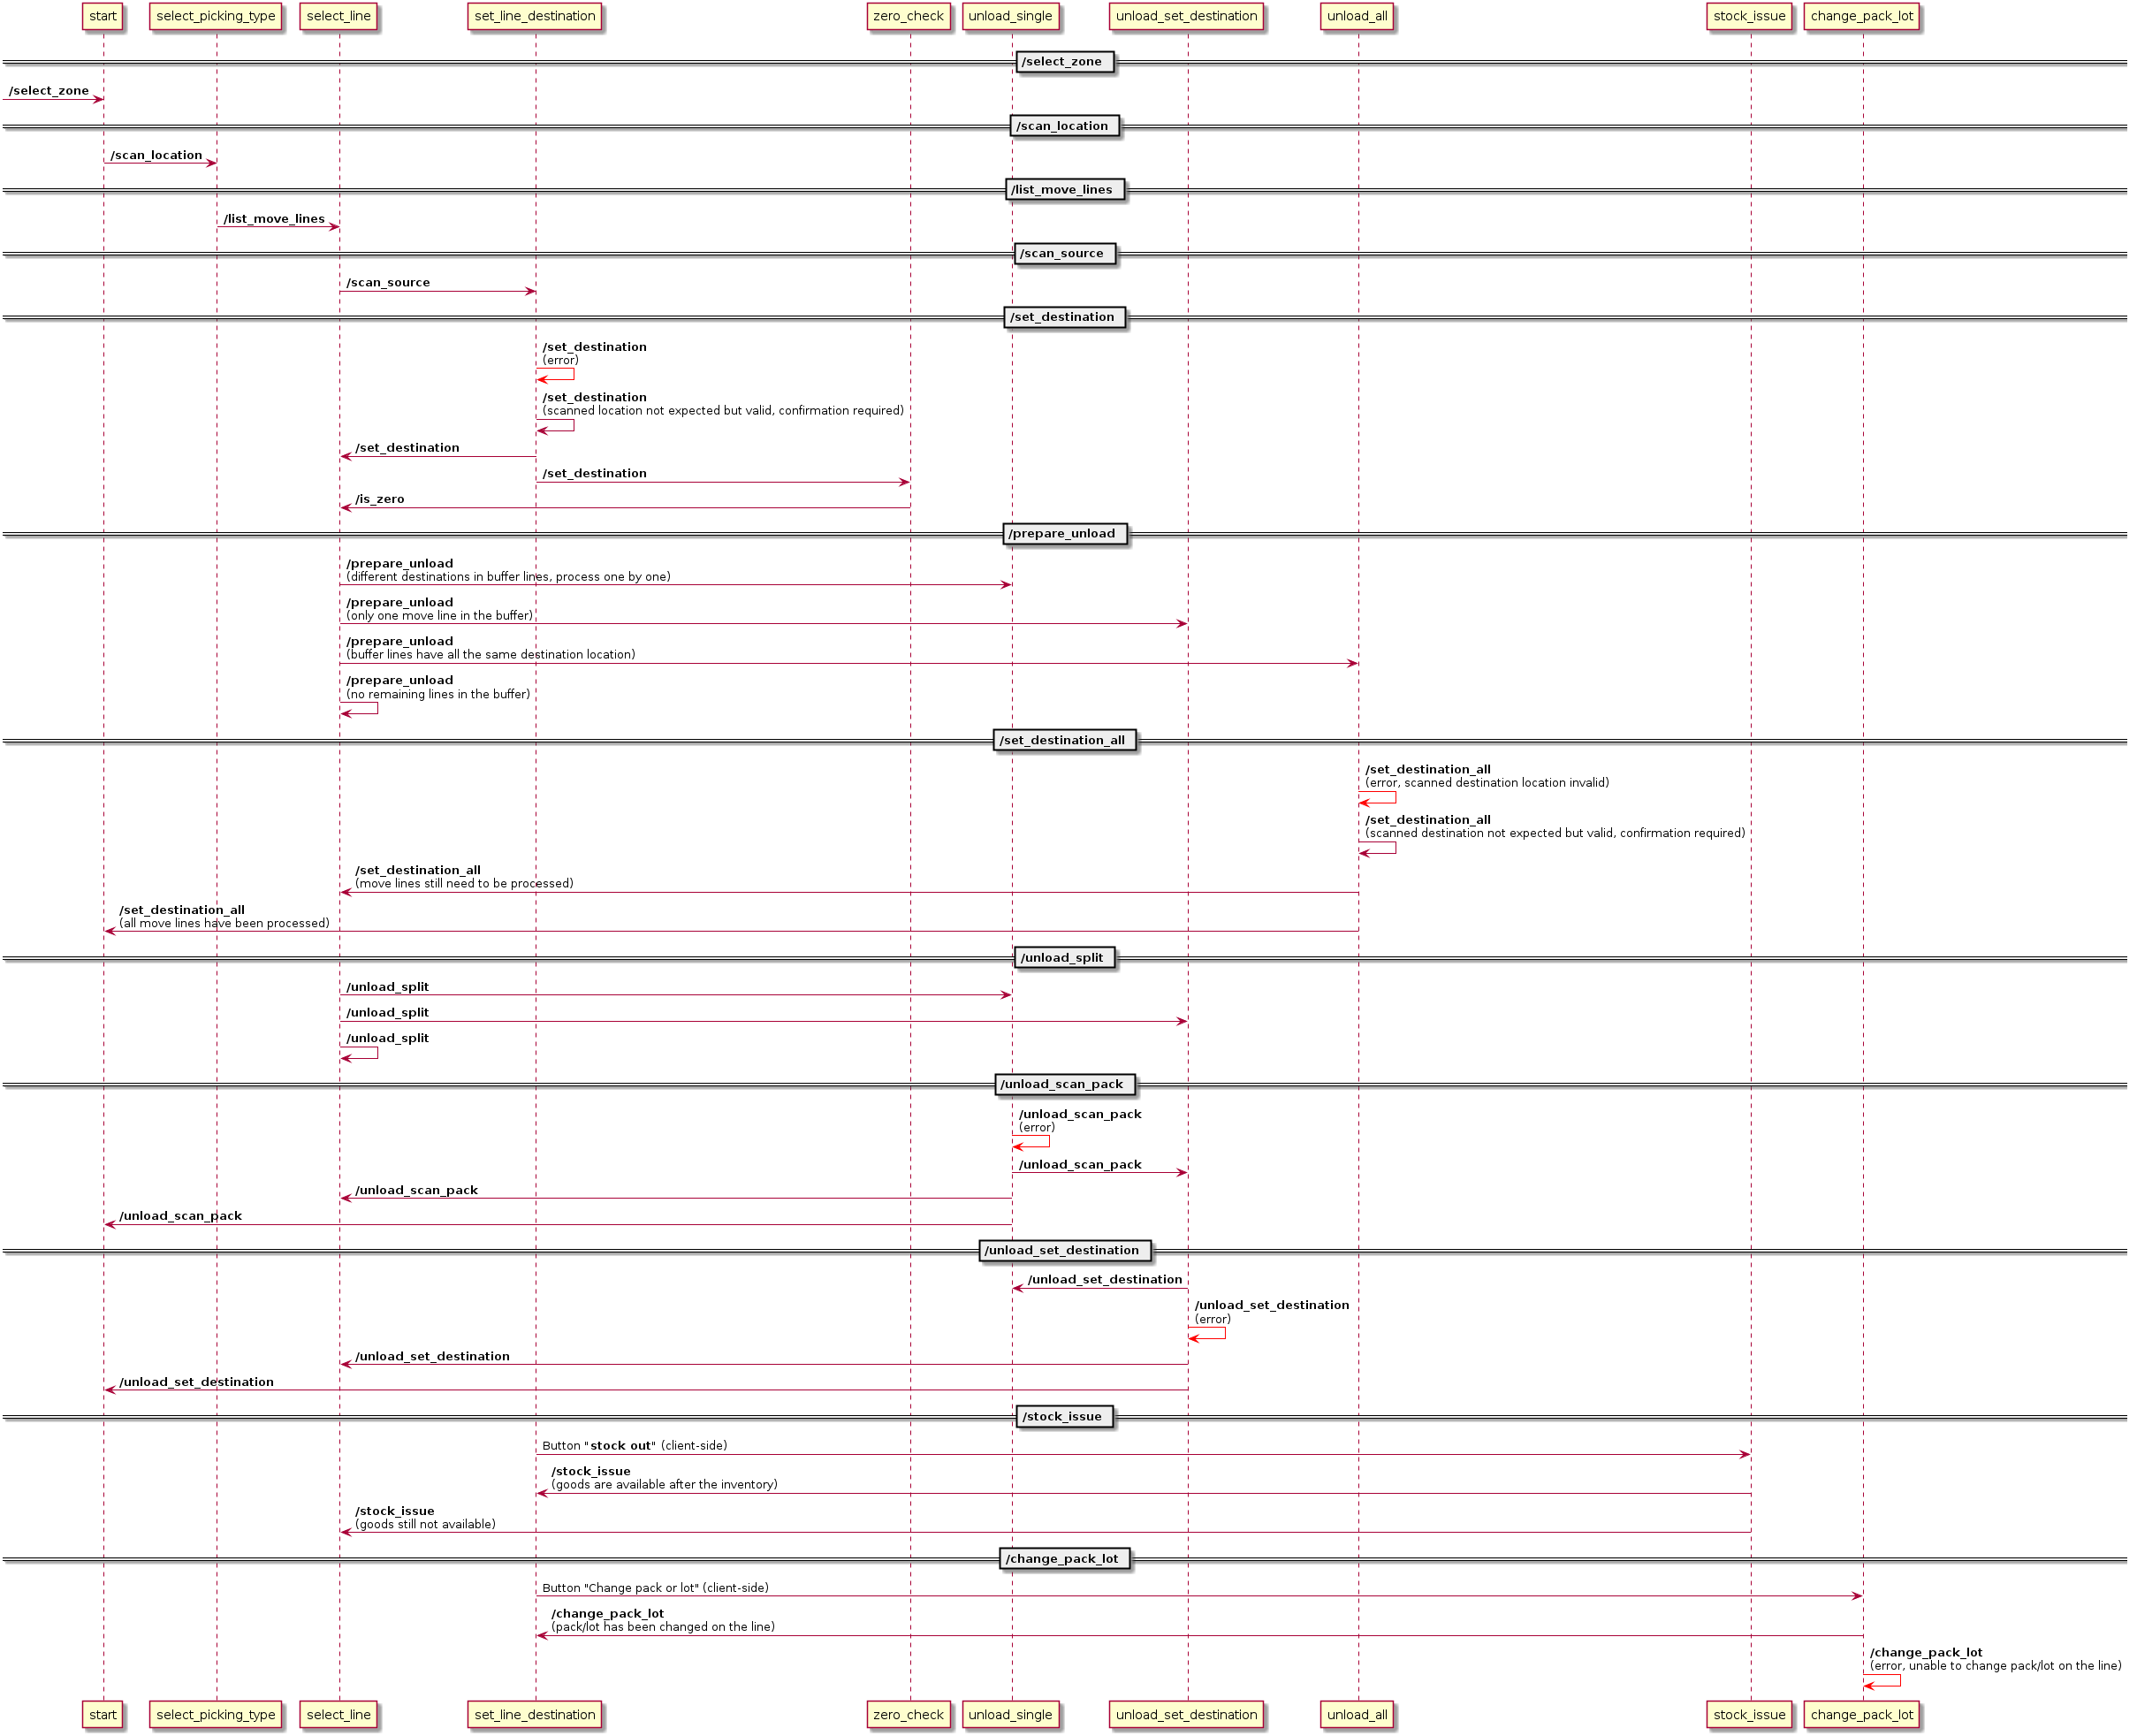 start select_picking_type select_line set_line_destination zero_check unload_single unload_set_destination unload_all stock_issue change_pack_lot
/select_zone
/select_zone
/scan_location
/scan_location
/list_move_lines
/list_move_lines
/scan_source
/scan_source
/set_destination
/set_destination
(error)
/set_destination
(scanned location not expected but valid, confirmation required)
/set_destination
/set_destination
/is_zero
/prepare_unload
/prepare_unload
(different destinations in buffer lines, process one by one)
/prepare_unload
(only one move line in the buffer)
/prepare_unload
(buffer lines have all the same destination location)
/prepare_unload
(no remaining lines in the buffer)
/set_destination_all
/set_destination_all
(error, scanned destination location invalid)
/set_destination_all
(scanned destination not expected but valid, confirmation required)
/set_destination_all
(move lines still need to be processed)
/set_destination_all
(all move lines have been processed)
/unload_split
/unload_split
/unload_split
/unload_split
/unload_scan_pack
/unload_scan_pack
(error)
/unload_scan_pack
/unload_scan_pack
/unload_scan_pack
/unload_set_destination
/unload_set_destination
/unload_set_destination
(error)
/unload_set_destination
/unload_set_destination
/stock_issue
Button "stock out" (client-side)
/stock_issue
(goods are available after the inventory)
/stock_issue
(goods still not available)
/change_pack_lot
Button "Change pack or lot" (client-side)
/change_pack_lot
(pack/lot has been changed on the line)
/change_pack_lot
(error, unable to change pack/lot on the line)
start select_picking_type select_line set_line_destination zero_check unload_single unload_set_destination unload_all stock_issue change_pack_lot